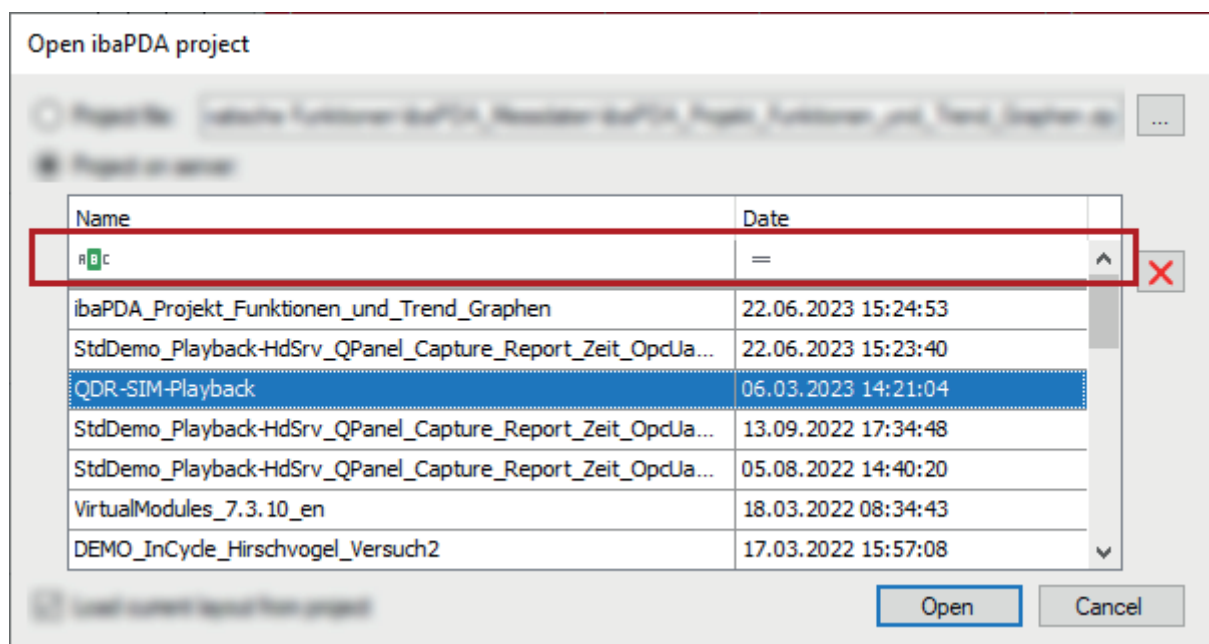 Open ibaPDA project
...
Name Date
ABC =
ibaPDA_Projekt_Funktionen_und_Trend_Graphen 22.06.2023 15:24:53
StdDemo_Playback-HdSrv_QPanel_Capture_Report_Zeit_OpcUa... 22.06.2023 15:23:40
QDR-SIM-Playback 06.03.2023 14:21:04
StdDemo_Playback-HdSrv_QPanel_Capture_Report_Zeit_OpcUa... 13.09.2022 17:34:48
StdDemo_Playback-HdSrv_QPanel_Capture_Report_Zeit_OpcUa... 05.08.2022 14:40:20
VirtualModules_7.3.10_en 18.03.2022 08:34:43
DEMO_InCycle_Hirschvogel_Versuch2 17.03.2022 15:57:08
Open Cancel